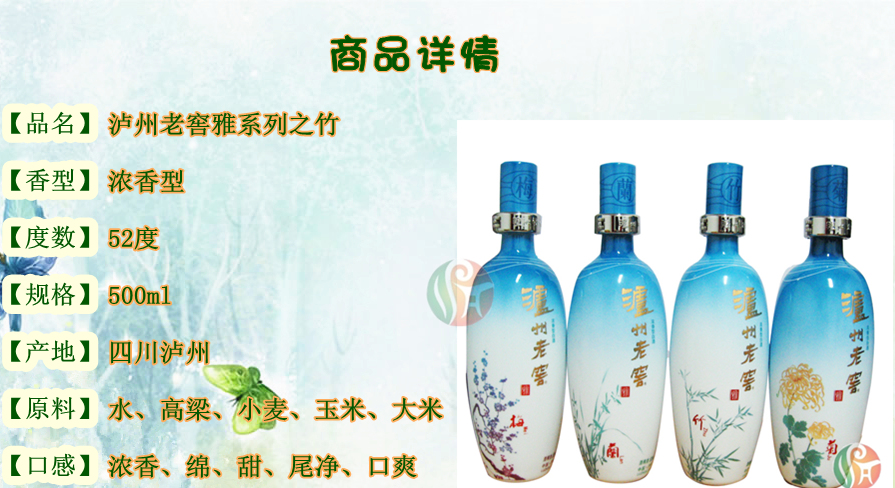 商品详情
【品名】 泸州老窖雅系列之竹
【香型】 浓香型
【度数】 52度
【规格】 500ml
【产地】 四川泸州
【原料】 水、高粱、小麦、玉米、大米
【口感】 浓香、绵、甜、尾净、口爽
梅
蘭
竹
菊
瀘州老窖
梅
瀘州老窖
蘭
瀘州老窖
竹
瀘州老窖
菊